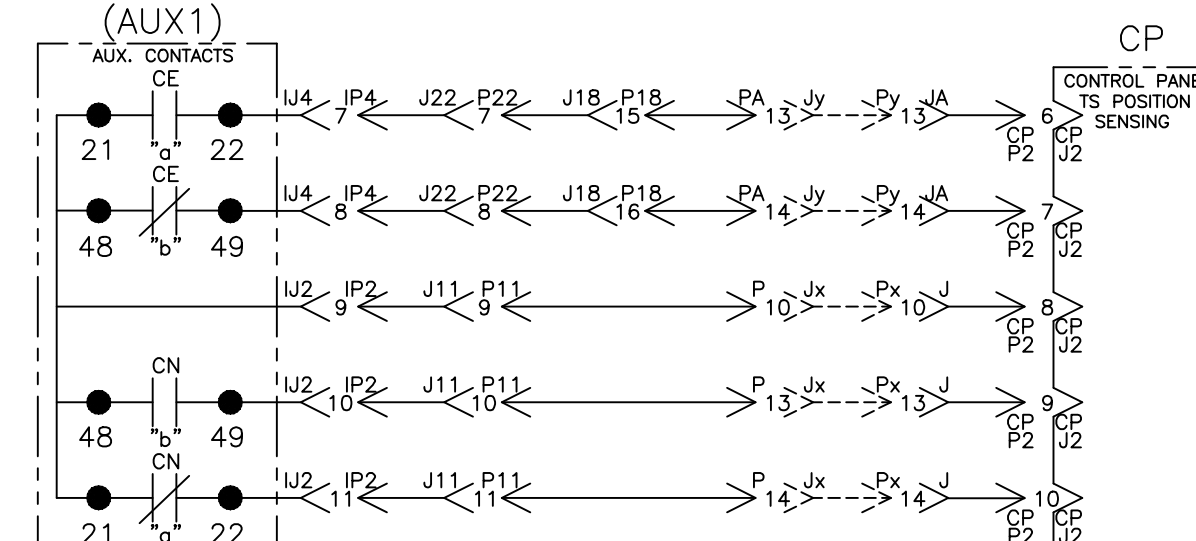 (AUX1)
AUX. CONTACTS
CP
CONTROL PANE
TS POSITION
SENSING
CE
IJ4 IP4 J22 P22 J18 P18 PA Jy Py JA
7 7 15 13 13 6
21 "a" 22
CP CP
P2 J2
CE
IJ4 IP4 J22 P22 J18 P18 PA Jy Py JA
8 8 16 14 14 7
48 "b" 49
CP CP
P2 J2
IJ2 IP2 J11 P11 P Jx Px J
9 9 10 10 8
CP CP
P2 J2
CN
IJ2 IP2 J11 P11 P Jx Px J
10 10 13 13 9
48 "b" 49
CP CP
P2 J2
CN
IJ2 IP2 J11 P11 P Jx Px J
11 11 14 14 10
21 "a" 22
CP CP
P2 J2